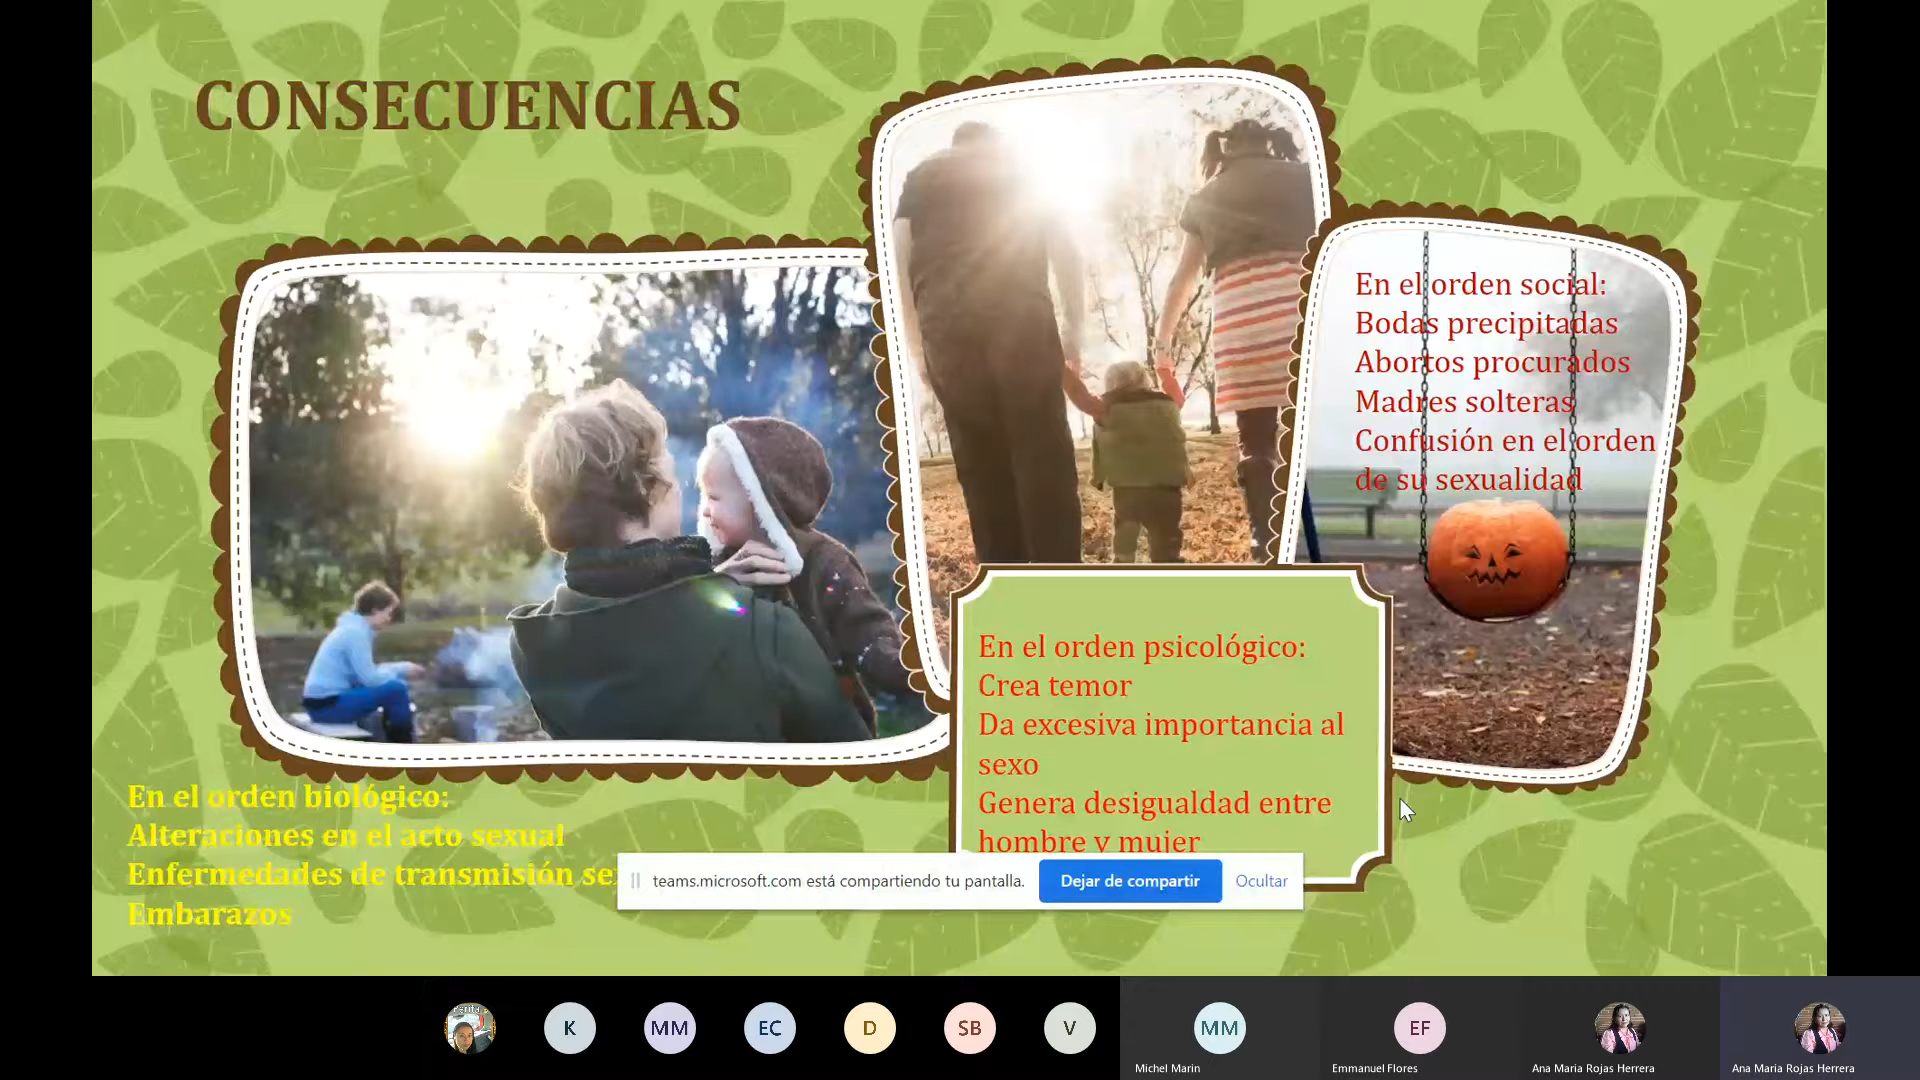 CONSECUENCIAS
En el orden social:
Bodas precipitadas
Abortos procurados
Madres solteras
Confusión en el orden
de su sexualidad
En el orden psicológico:
Crea temor
Da excesiva importancia al
sexo
Genera desigualdad entre
hombre y mujer
En el orden biológico:
Alteraciones en el acto sexual
Enfermedades de transmisión
Embarazos
teams.microsoft.com está compartiendo tu pantalla.
Dejar de compartir
Ocultar
K
MM
EC
D
SB
V
MM
EF
Michel Marin
Emmanuel Flores
Ana Maria Rojas Herrera
Ana Maria Rojas Herrera